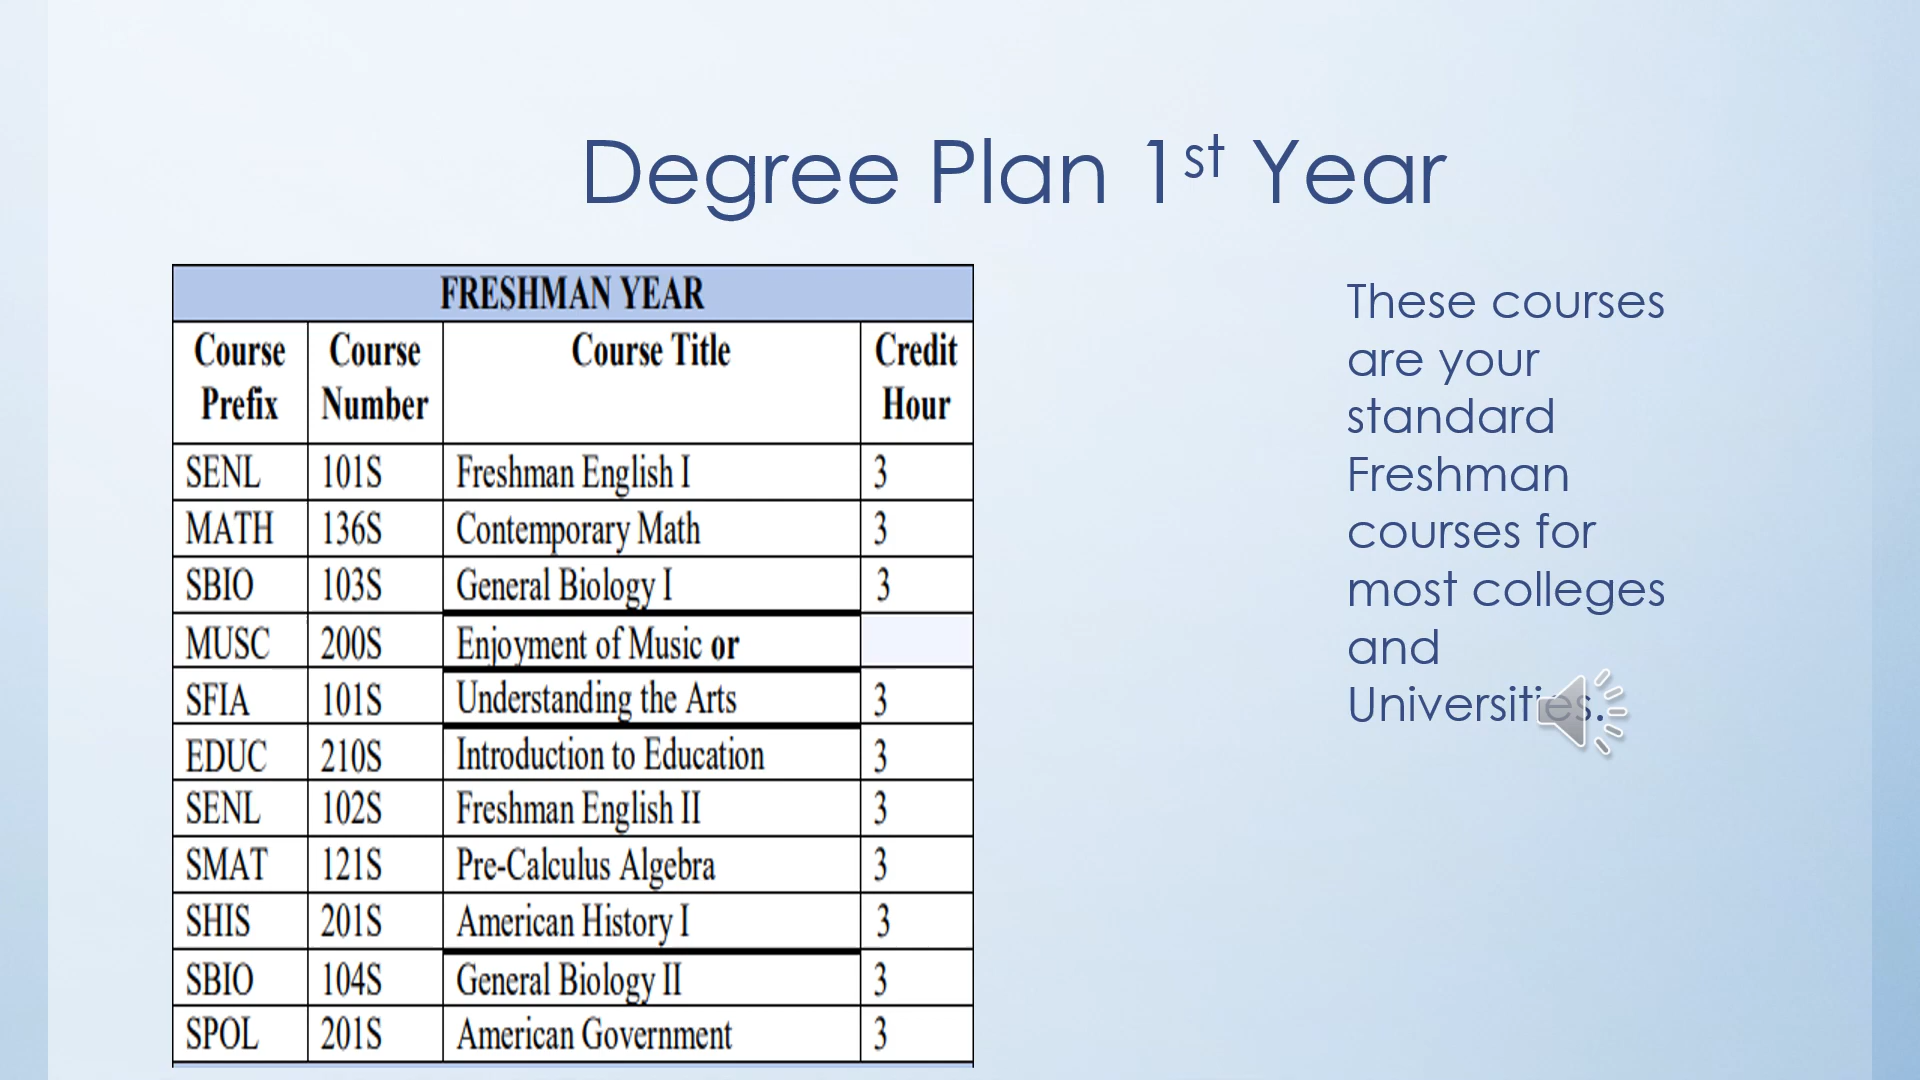 Degree Plan 1st Year
FRESHMAN YEAR
Course Prefix Course Number Course Title Credit Hour
SENL 101S Freshman English I 3
MATH 136S Contemporary Math 3
SBIO 103S General Biology I 3
MUSC 200S Enjoyment of Music or
SFIA 101S Understanding the Arts 3
EDUC 210S Introduction to Education 3
SENL 102S Freshman English II 3
SMAT 121S Pre-Calculus Algebra 3
SHIS 201S American History I 3
SBIO 104S General Biology II 3
SPOL 201S American Government 3
These courses
are your
standard
Freshman
courses for
most colleges
and
Universities.